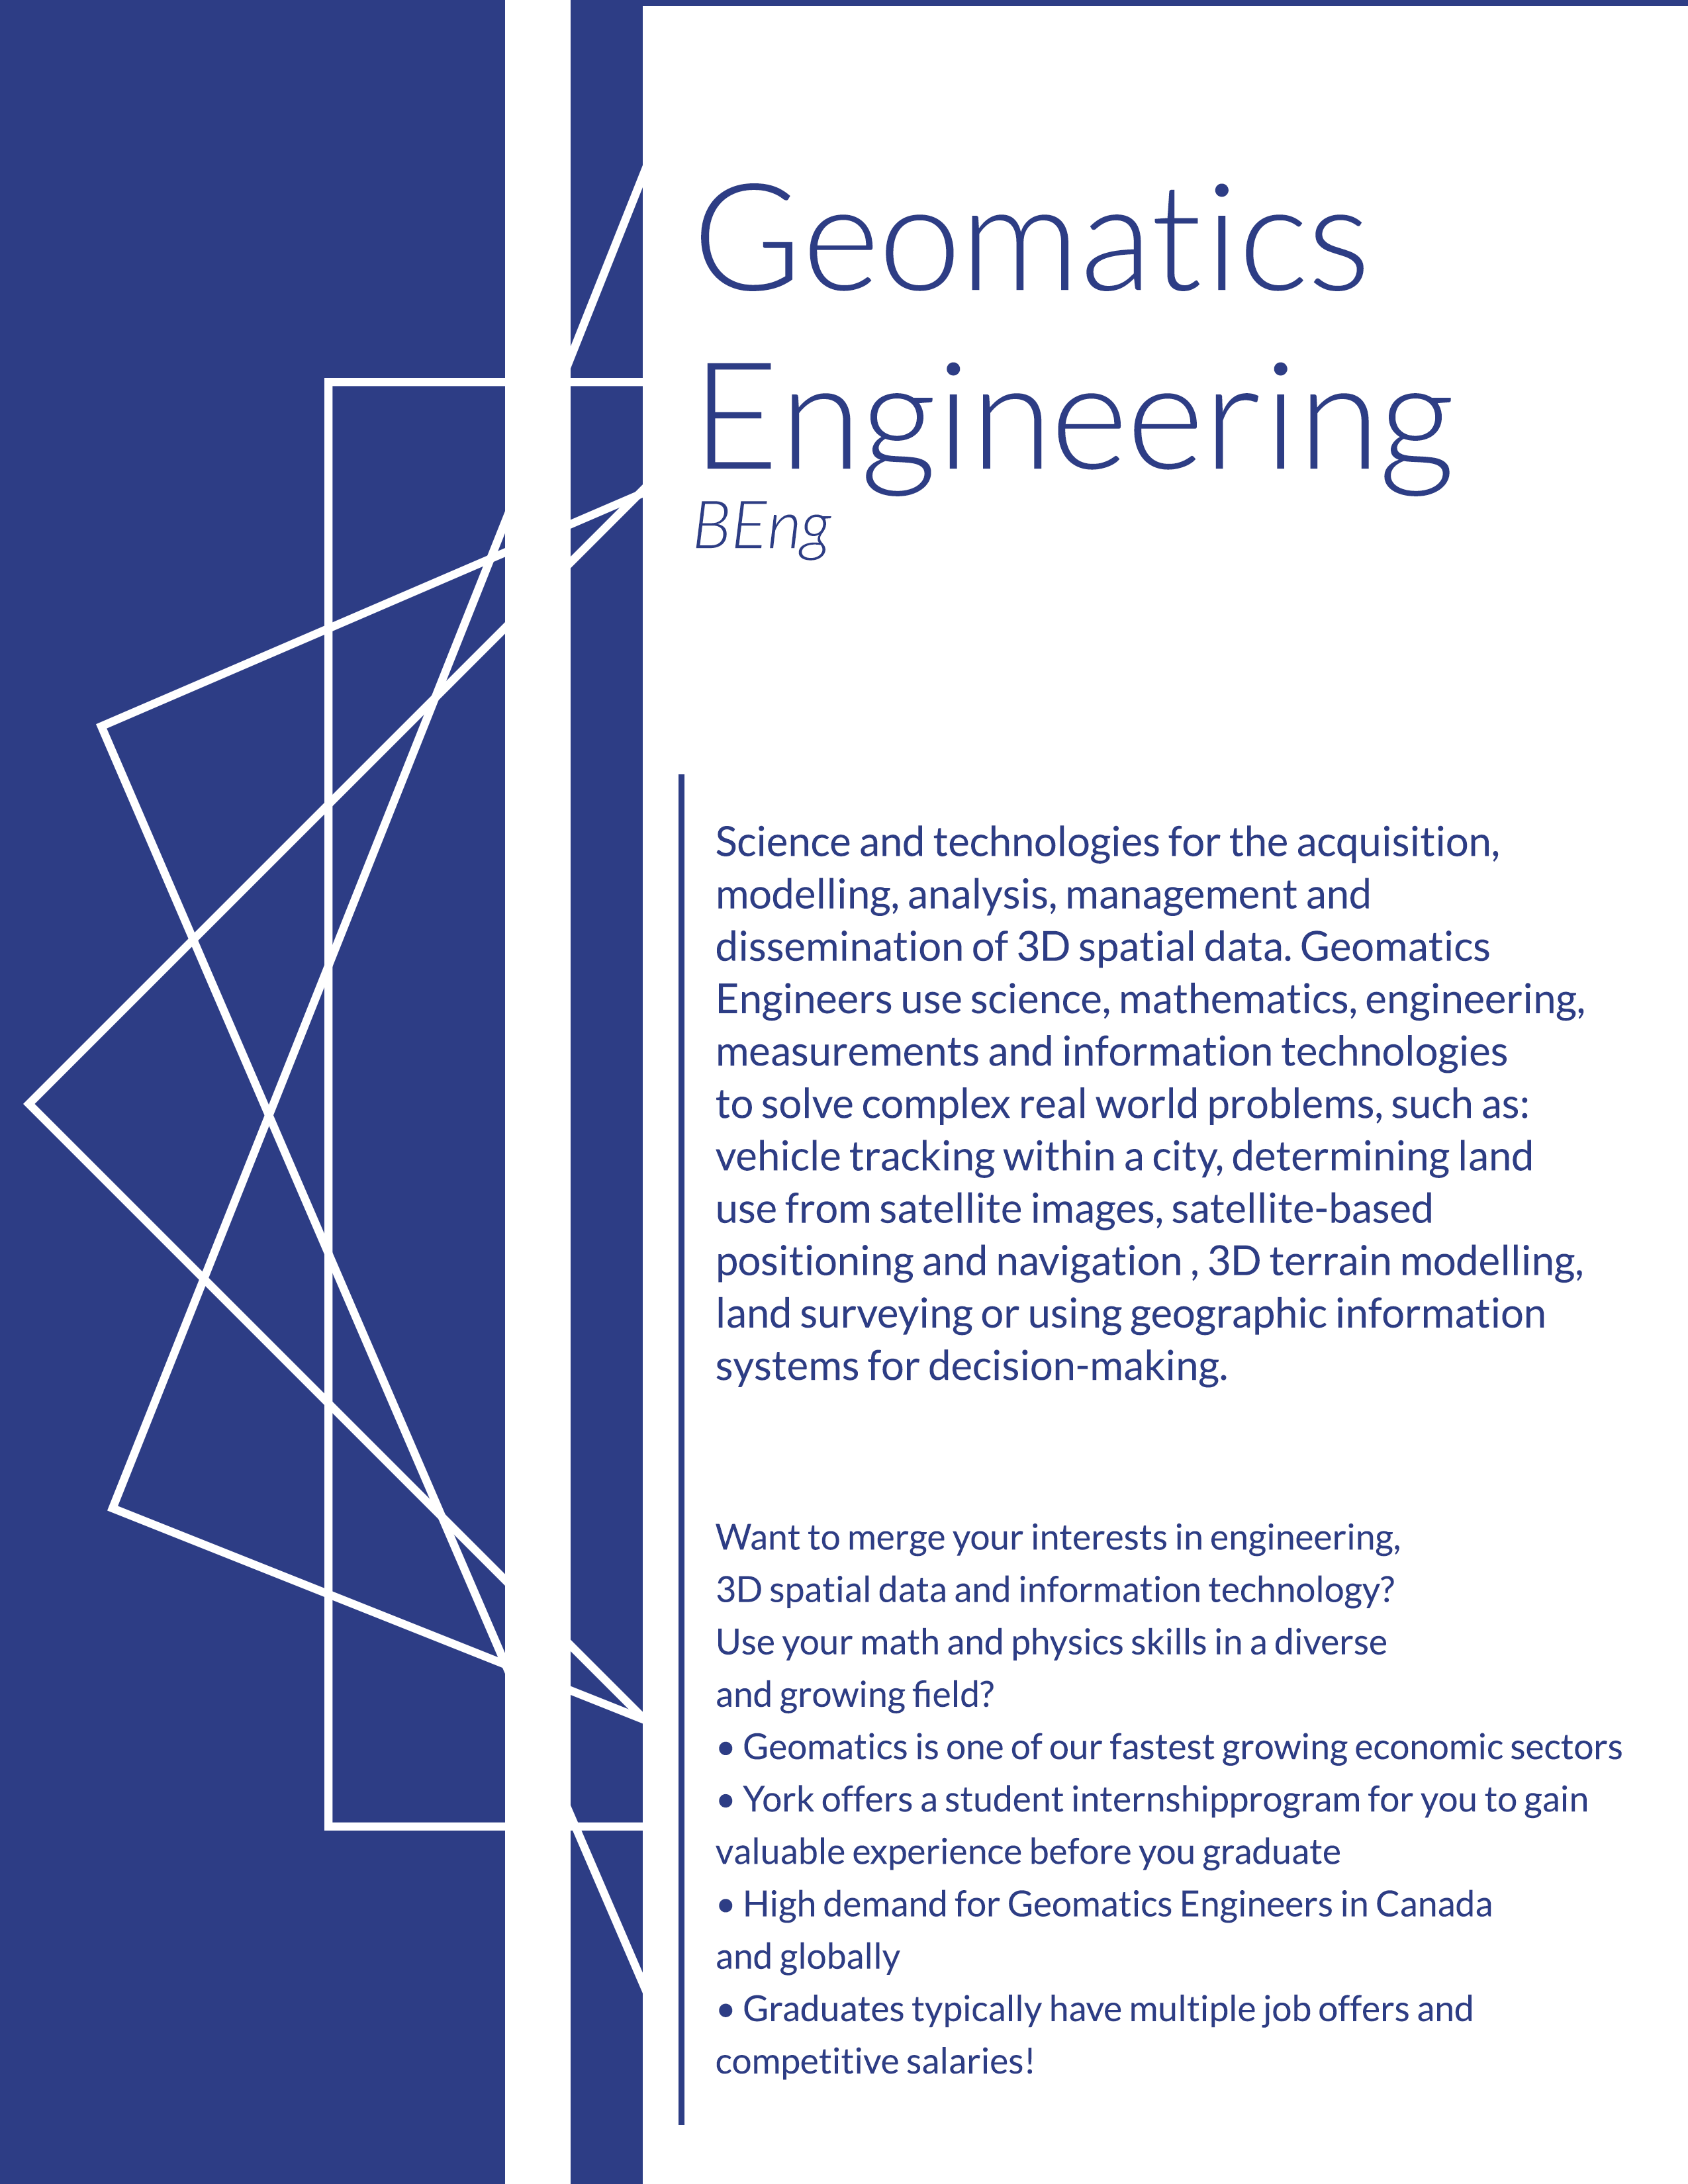 Geomatics
Engineering
BEng
Science and technologies for the acquisition,
modelling, analysis, management and
dissemination of 3D spatial data. Geomatics
Engineers use science, mathematics, engineering,
measurements and information technologies
to solve complex real world problems, such as:
vehicle tracking within a city, determining land
use from satellite images, satellite-based
positioning and navigation , 3D terrain modelling,
land surveying or using geographic information
systems for decision-making.
Want to merge your interests in engineering,
3D spatial data and information technology?
Use your math and physics skills in a diverse
and growing field?
• Geomatics is one of our fastest growing economic sectors
• York offers a student internshipprogram for you to gain
valuable experience before you graduate
• High demand for Geomatics Engineers in Canada
and globally
• Graduates typically have multiple job offers and
competitive salaries!